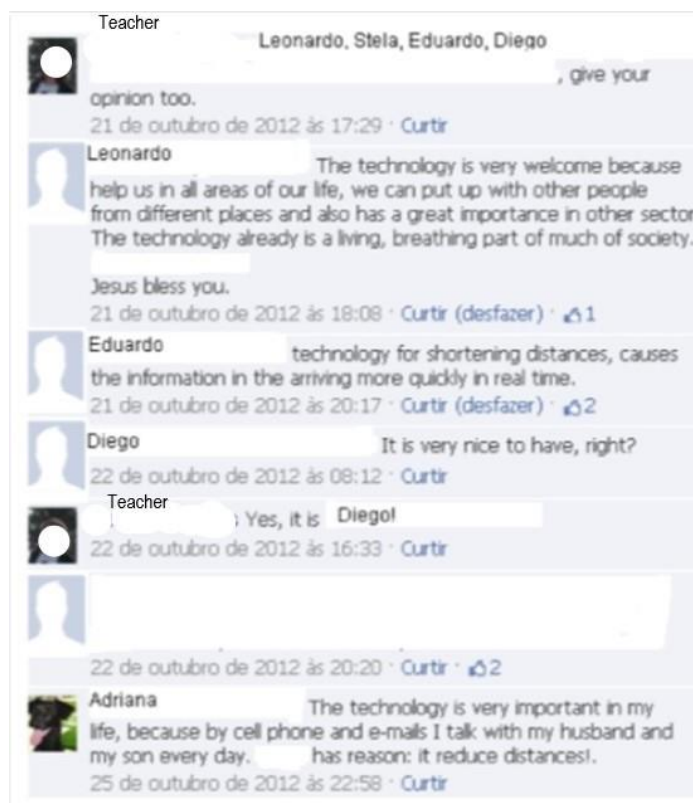 Teacher
Leonardo, Stela, Eduardo, Diego
, give your
opinion too.
21 de outubro de 2012 às 17:29 · Curtir
Leonardo
The technology is very welcome because
help us in all areas of our life, we can put up with other people
from different places and also has a great importance in other sector
The technology already is a living, breathing part of much of society.
Jesus bless you.
21 de outubro de 2012 às 18:08 · Curtir (desfazer) · 1
Eduardo
technology for shortening distances, causes
the information in the arriving more quickly in real time.
21 de outubro de 2012 às 20:17 · Curtir (desfazer) · 2
Diego
It is very nice to have, right?
22 de outubro de 2012 às 08:12 · Curtir
Teacher
Yes, it is Diego!
22 de outubro de 2012 às 16:33 · Curtir
22 de outubro de 2012 às 20:20 · Curtir · 2
Adriana
The technology is very important in my
life, because by cell phone and e-mails I talk with my husband and
my son every day. has reason: it reduce distances!.
25 de outubro de 2012 às 22:58 · Curtir